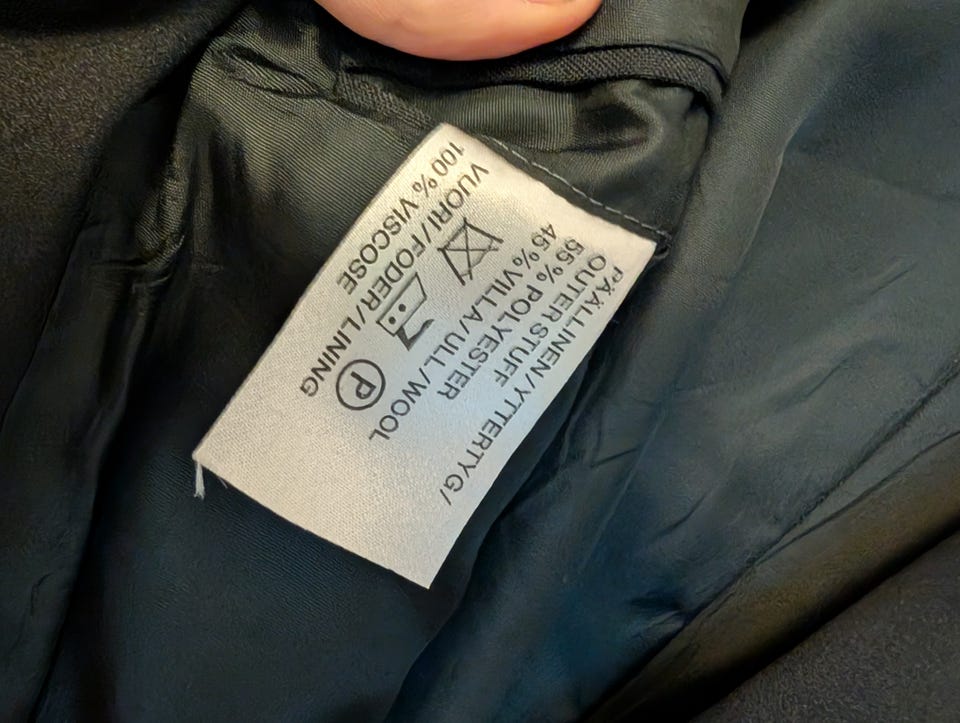 PÄÄLLINEN/YTTERTYG/
OUTER STUFF
55% POLYESTER
45% VILLA/ULL/WOOL
P
VUORI/FODER/LINING
100% VISCOSE